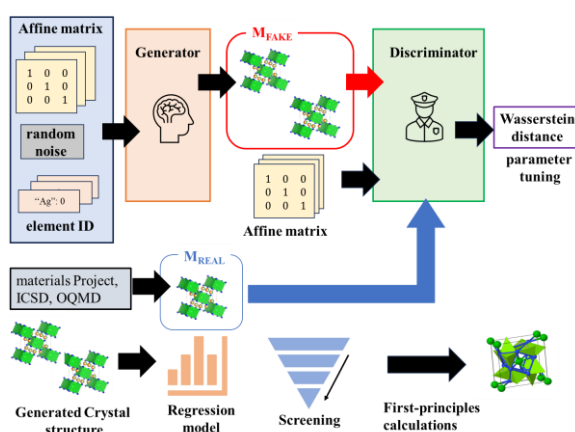 Affine matrix
1 0 0
0 1 0
0 0 1
random
noise
"Ag": 0
element ID
Generator
M_FAKE
1 0 0
0 1 0
0 0 1
Affine matrix
Discriminator
Wasserstein
distance
parameter
tuning
materials Project,
ICSD, OQMD
M_REAL
Generated Crystal
structure
Regression
model
Screening
First-principles
calculations